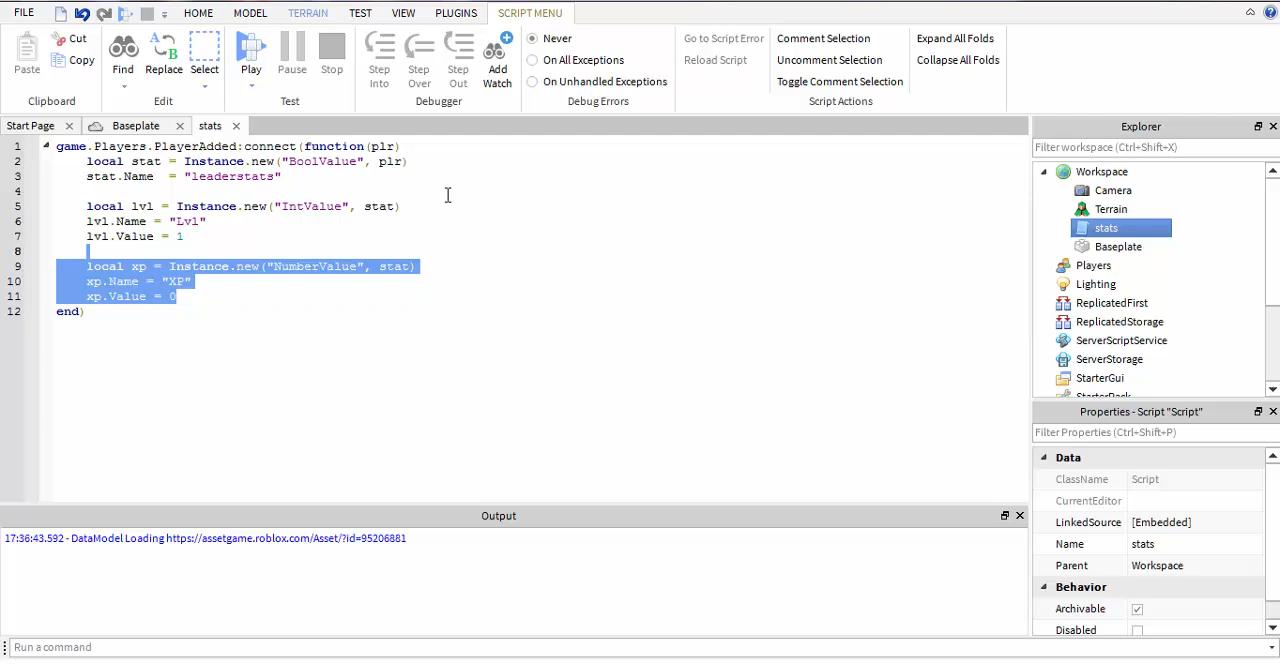 FILE HOME MODEL TERRAIN TEST VIEW PLUGINS SCRIPT MENU
Paste
Cut
Copy
Clipboard
Find
Replace
Select
Edit
Play
Pause
Stop
Test
Step Into
Step Over
Step Out
Add Watch
Debugger
Never
On All Exceptions
On Unhandled Exceptions
Debug Errors
Go to Script Error
Reload Script
Comment Selection
Uncomment Selection
Toggle Comment Selection
Script Actions
Expand All Folds
Collapse All Folds
Start Page Baseplate stats
1 game.Players.PlayerAdded:connect(function(plr)
2 local stat = Instance.new("BoolValue", plr)
3 stat.Name = "leaderstats"
4
5 local lvl = Instance.new("IntValue", stat)
6 lvl.Name = "Lvl"
7 lvl.Value = 1
8
9 local xp = Instance.new("NumberValue", stat)
10 xp.Name = "XP"
11 xp.Value = 0
12 end)
Explorer
Filter workspace (Ctrl+Shift+X)
Workspace
Camera
Terrain
stats
Baseplate
Players
Lighting
ReplicatedFirst
ReplicatedStorage
ServerScriptService
ServerStorage
StarterGui
StarterPack
Properties - Script "Script"
Filter Properties (Ctrl+Shift+P)
Data
ClassName Script
CurrentEditor
LinkedSource [Embedded]
Name stats
Parent Workspace
Behavior
Archivable
Disabled
Output
17:36:43.592 - DataModel Loading https://assetgame.roblox.com/Asset/?id=95206881
Run a command